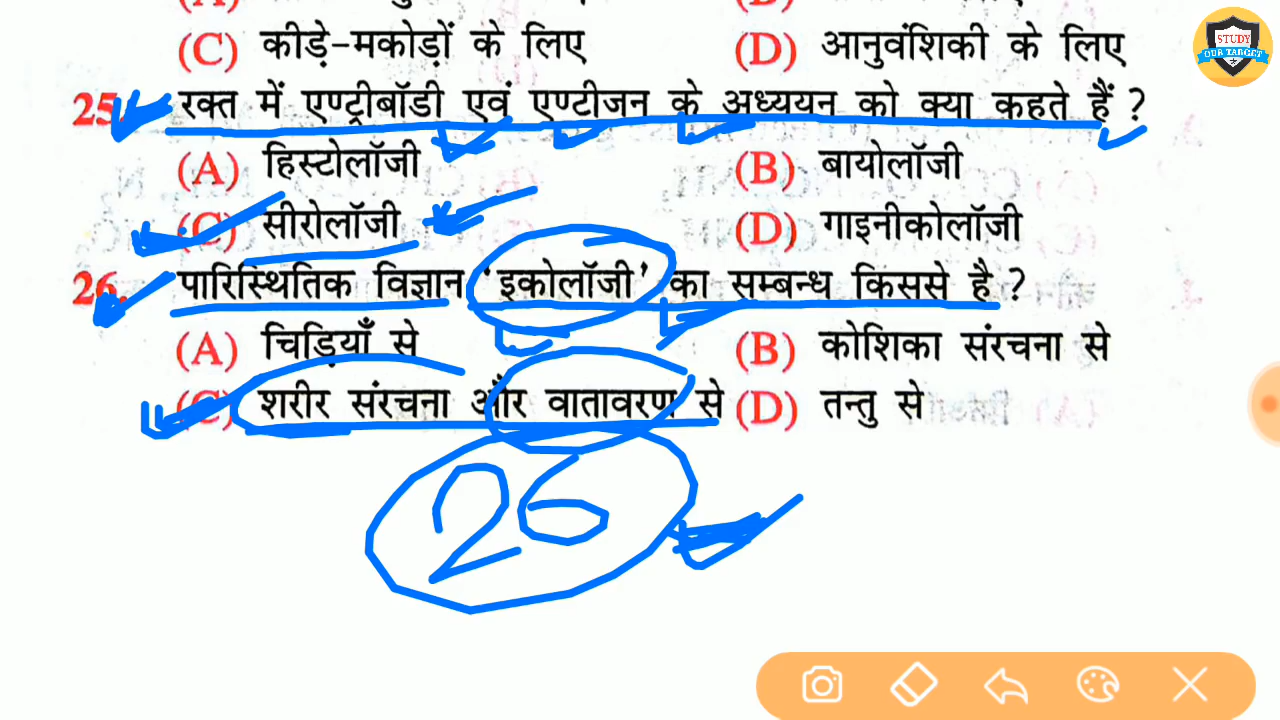 (C) कीड़े-मकोड़ों के लिए (D) आनुवंशिकी के लिए
25. रक्त में एण्ट्रीबॉडी एवं एण्टीजन के अध्ययन को क्या कहते हैं ?
(A) हिस्टोलॉजी (B) बायोलॉजी
(C) सीरोलॉजी (D) गाइनीकोलॉजी
26. पारिस्थितिक विज्ञान 'इकोलॉजी' का सम्बन्ध किससे है ?
(A) चिड़ियाँ से (B) कोशिका संरचना से
(C) शरीर संरचना और वातावरण से (D) तन्तु से
26
STUDY
OUR TARGET